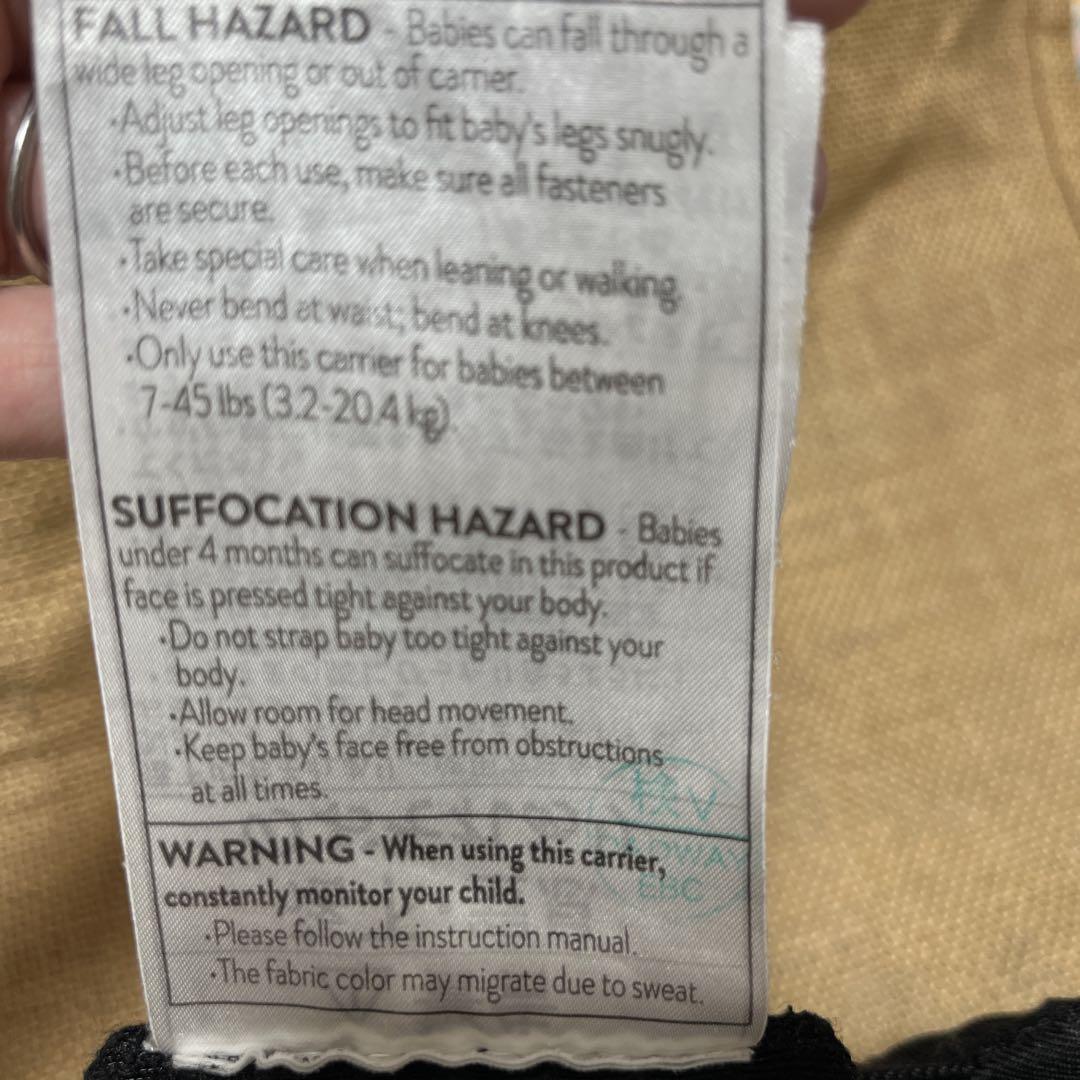 FALL HAZARD - Babies can fall through a
wide leg opening or out of carrier.
•Adjust leg openings to fit baby's legs snugly.
•Before each use, make sure all fasteners
are secure.
•Take special care when leaning or walking.
•Never bend at waist; bend at knees.
•Only use this carrier for babies between
7-45 lbs (3.2-20.4 kg).
SUFFOCATION HAZARD - Babies
under 4 months can suffocate in this product if
face is pressed tight against your body.
•Do not strap baby too tight against your
body.
•Allow room for head movement.
•Keep baby's face free from obstructions
at all times.
WARNING - When using this carrier,
constantly monitor your child.
•Please follow the instruction manual.
•The fabric color may migrate due to sweat.
EBC